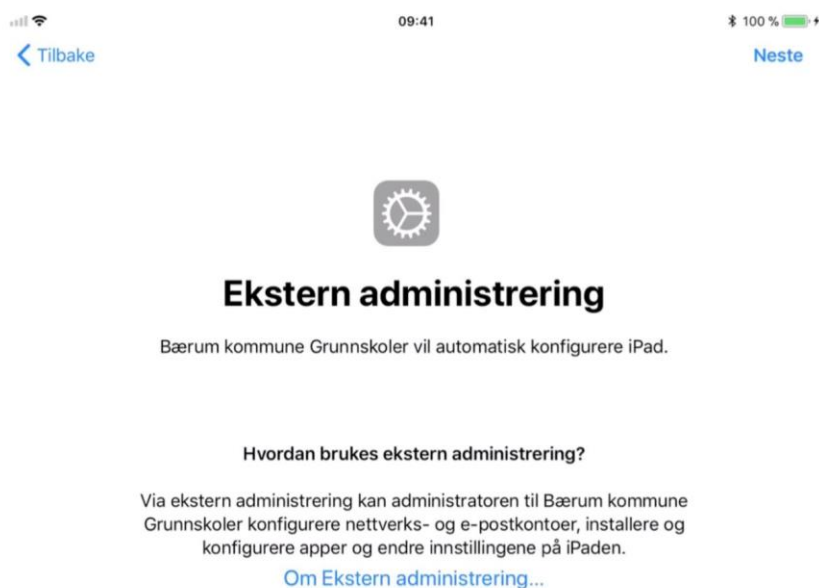 09:41
100 %
Tilbake
Neste
Ekstern administrering
Bærum kommune Grunnskoler vil automatisk konfigurere iPad.
Hvordan brukes ekstern administrering?
Via ekstern administrering kan administratoren til Bærum kommune
Grunnskoler konfigurere nettverks- og e-postkontoer, installere og
konfigurere apper og endre innstillingene på iPaden.
Om Ekstern administrering...